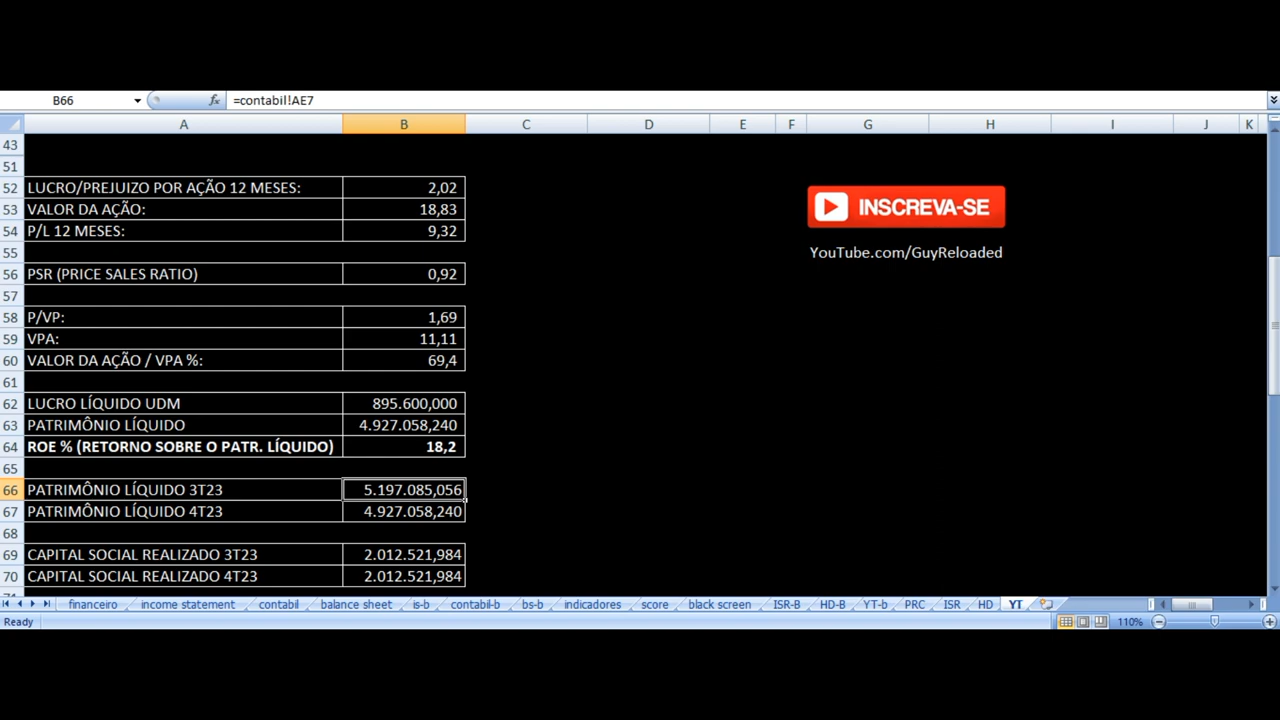 B66 fx =contabil!AE7
A B C D E F G H I J K
43
51
52 LUCRO/PREJUIZO POR AÇÃO 12 MESES: 2,02
53 VALOR DA AÇÃO: 18,83
54 P/L 12 MESES: 9,32
55
56 PSR (PRICE SALES RATIO) 0,92
57
58 P/VP: 1,69
59 VPA: 11,11
60 VALOR DA AÇÃO / VPA %: 69,4
61
62 LUCRO LÍQUIDO UDM 895.600,000
63 PATRIMÔNIO LÍQUIDO 4.927.058,240
64 ROE % (RETORNO SOBRE O PATR. LÍQUIDO) 18,2
65
66 PATRIMÔNIO LÍQUIDO 3T23 5.197.085,056
67 PATRIMÔNIO LÍQUIDO 4T23 4.927.058,240
68
69 CAPITAL SOCIAL REALIZADO 3T23 2.012.521,984
70 CAPITAL SOCIAL REALIZADO 4T23 2.012.521,984
INSCREVA-SE
YouTube.com/GuyReloaded
financeiro income statement contabil balance sheet is-b contabil-b bs-b indicadores score black screen ISR-B HD-B YT-b PRC ISR HD YT
Ready 110%